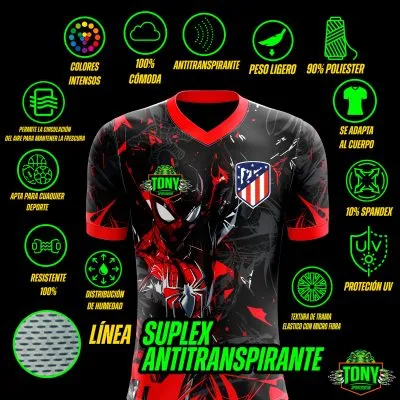 COLORES
INTENSOS
100%
CÓMODA
ANTITRANSPIRANTE
PESO LIGERO
90% POLIESTER
PERMITE LA CIRCULACIÓN
DEL AIRE PARA MANTENER LA FRESCURA
SE ADAPTA
AL CUERPO
APTA PARA CUALQUIER
DEPORTE
TONY
10% SPANDEX
RESISTENTE
100%
DISTRIBUCIÓN
DE HUMEDAD
UV
PROTECIÓN UV
TEXTURA DE TRAMA
ELASTICO CON MICRO FIBRA
LÍNEA
SUPLEX
ANTITRANSPIRANTE
TONY